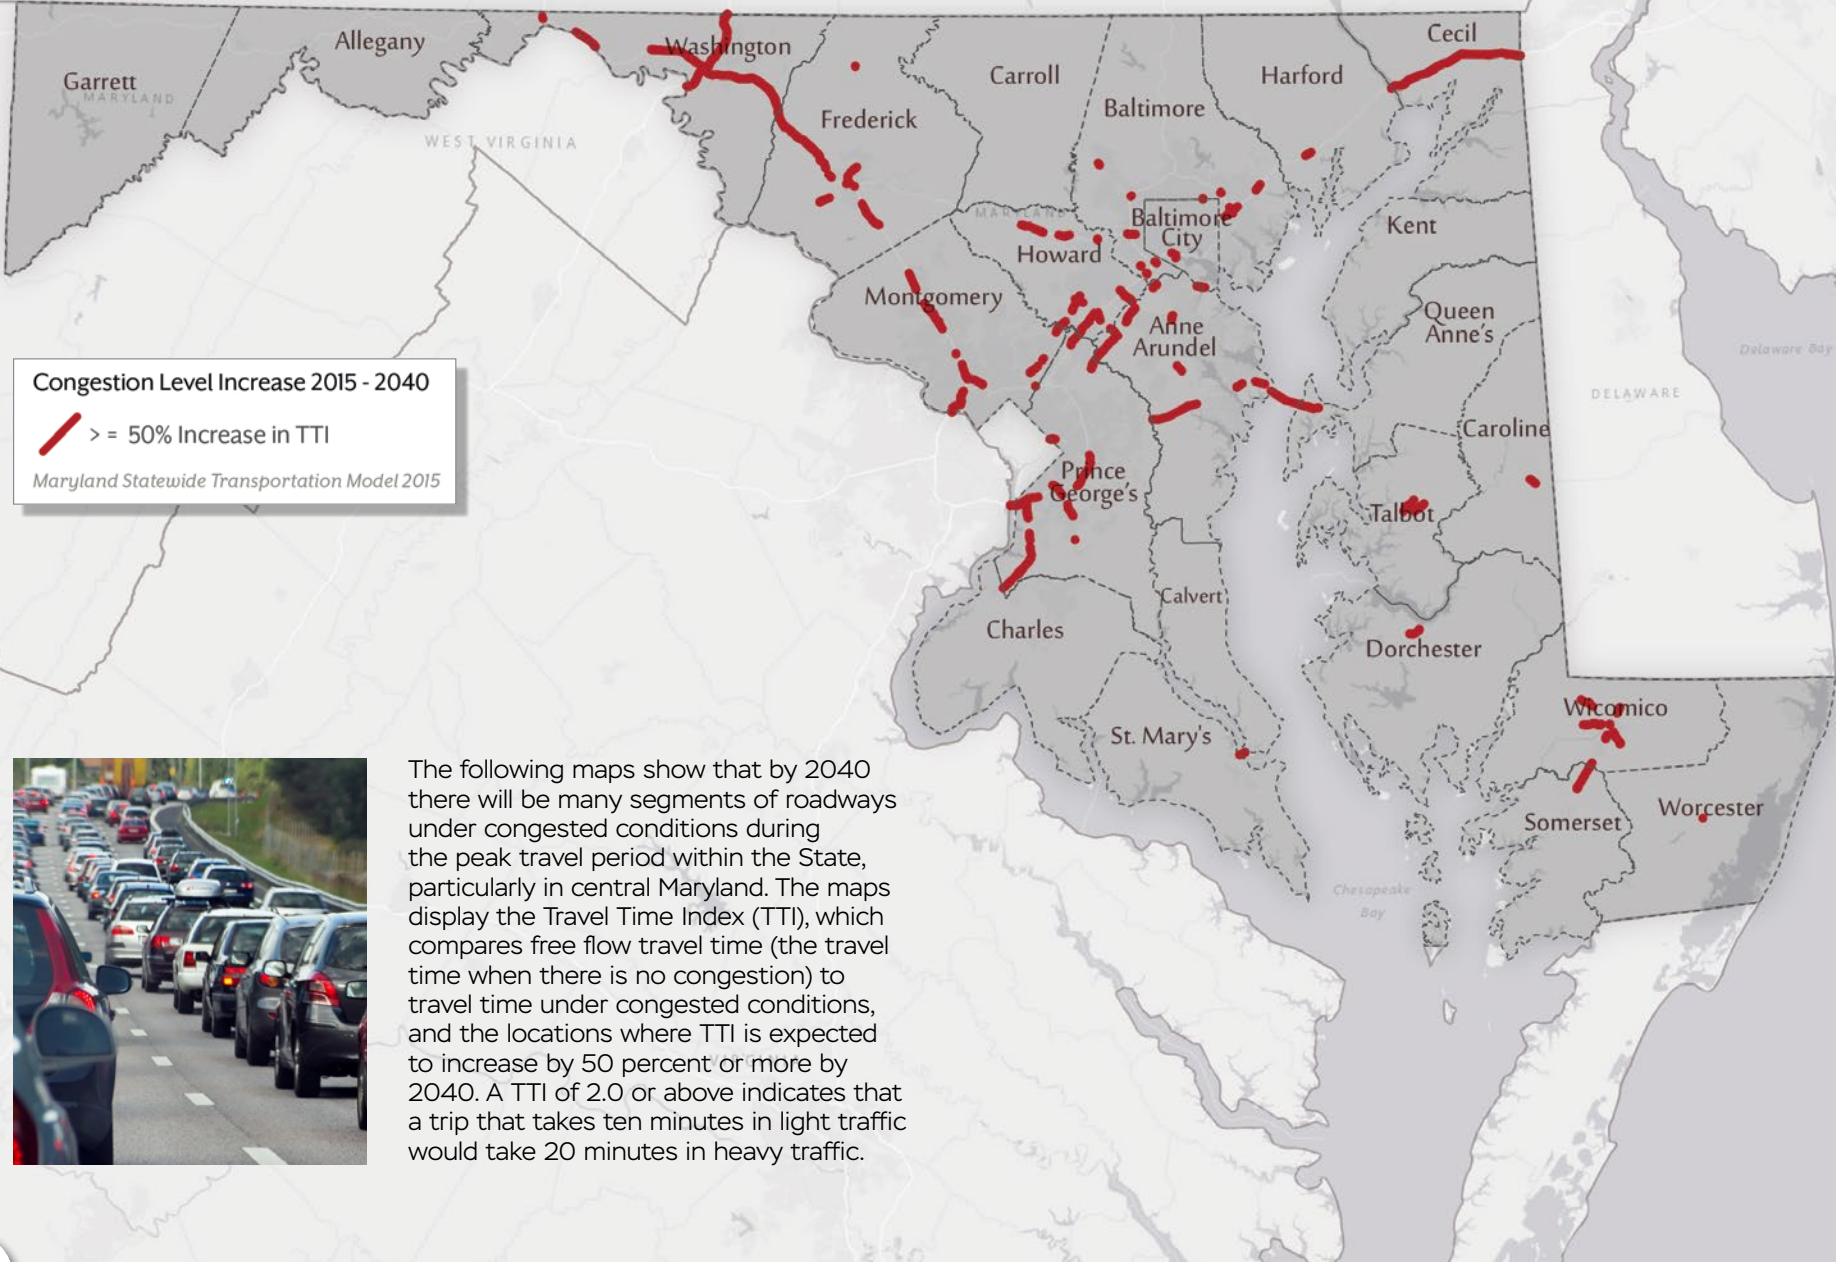 Garrett
MARYLAND
Allegany
WEST VIRGINIA
Washington
Frederick
Carroll
Baltimore
Harford
Cecil
MARYLAND
Baltimore
City
Howard
Kent
Montgomery
Anne
Arundel
Queen
Anne's
Delaware Bay
DELAWARE
Caroline
Prince
George's
Talbot
Calvert
Charles
Dorchester
St. Mary's
Wicomico
Somerset
Worcester
Chesapeake
Bay
VIRGINIA
Congestion Level Increase 2015 - 2040
> = 50% Increase in TTI
Maryland Statewide Transportation Model 2015
The following maps show that by 2040
there will be many segments of roadways
under congested conditions during
the peak travel period within the State,
particularly in central Maryland. The maps
display the Travel Time Index (TTI), which
compares free flow travel time (the travel
time when there is no congestion) to
travel time under congested conditions,
and the locations where TTI is expected
to increase by 50 percent or more by
2040. A TTI of 2.0 or above indicates that
a trip that takes ten minutes in light traffic
would take 20 minutes in heavy traffic.